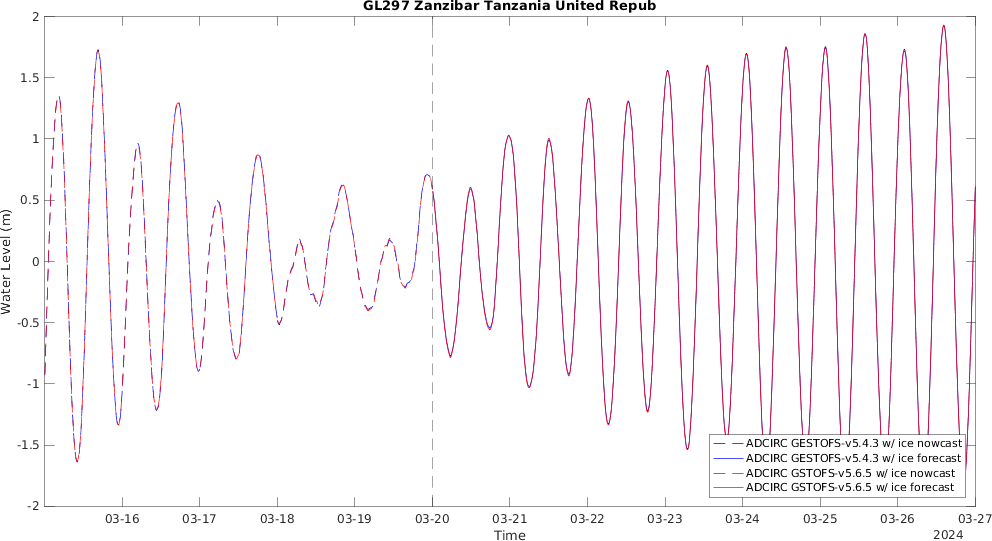 GL297 Zanzibar Tanzania United Repub
Water Level (m)
2
1.5
1
0.5
0
-0.5
-1
-1.5
-2
ADCIRC GESTOFS-v5.4.3 w/ ice nowcast
ADCIRC GESTOFS-v5.4.3 w/ ice forecast
ADCIRC GSTOFS-v5.6.5 w/ ice nowcast
ADCIRC GSTOFS-v5.6.5 w/ ice forecast
03-16 03-17 03-18 03-19 03-20 03-21 03-22 03-23 03-24 03-25 03-26 03-27
Time
2024